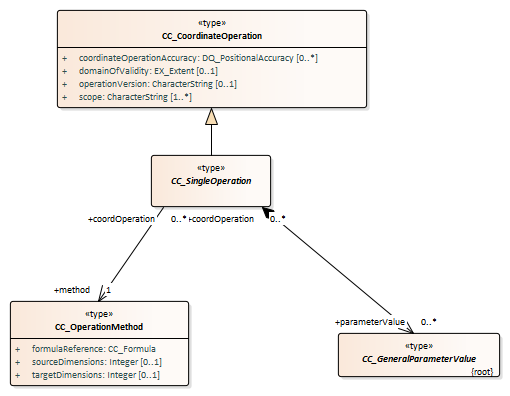 «type»
CC_CoordinateOperation
+ coordinateOperationAccuracy: DQ_PositionalAccuracy [0..*]
+ domainOfValidity: EX_Extent [0..1]
+ operationVersion: CharacterString [0..1]
+ scope: CharacterString [1..*]
«type»
CC_SingleOperation
+coordOperation 0..* +coordOperation 0..*
+method 1
+parameterValue 0..*
«type»
CC_OperationMethod
+ formulaReference: CC_Formula
+ sourceDimensions: Integer [0..1]
+ targetDimensions: Integer [0..1]
«type»
CC_GeneralParameterValue
{root}